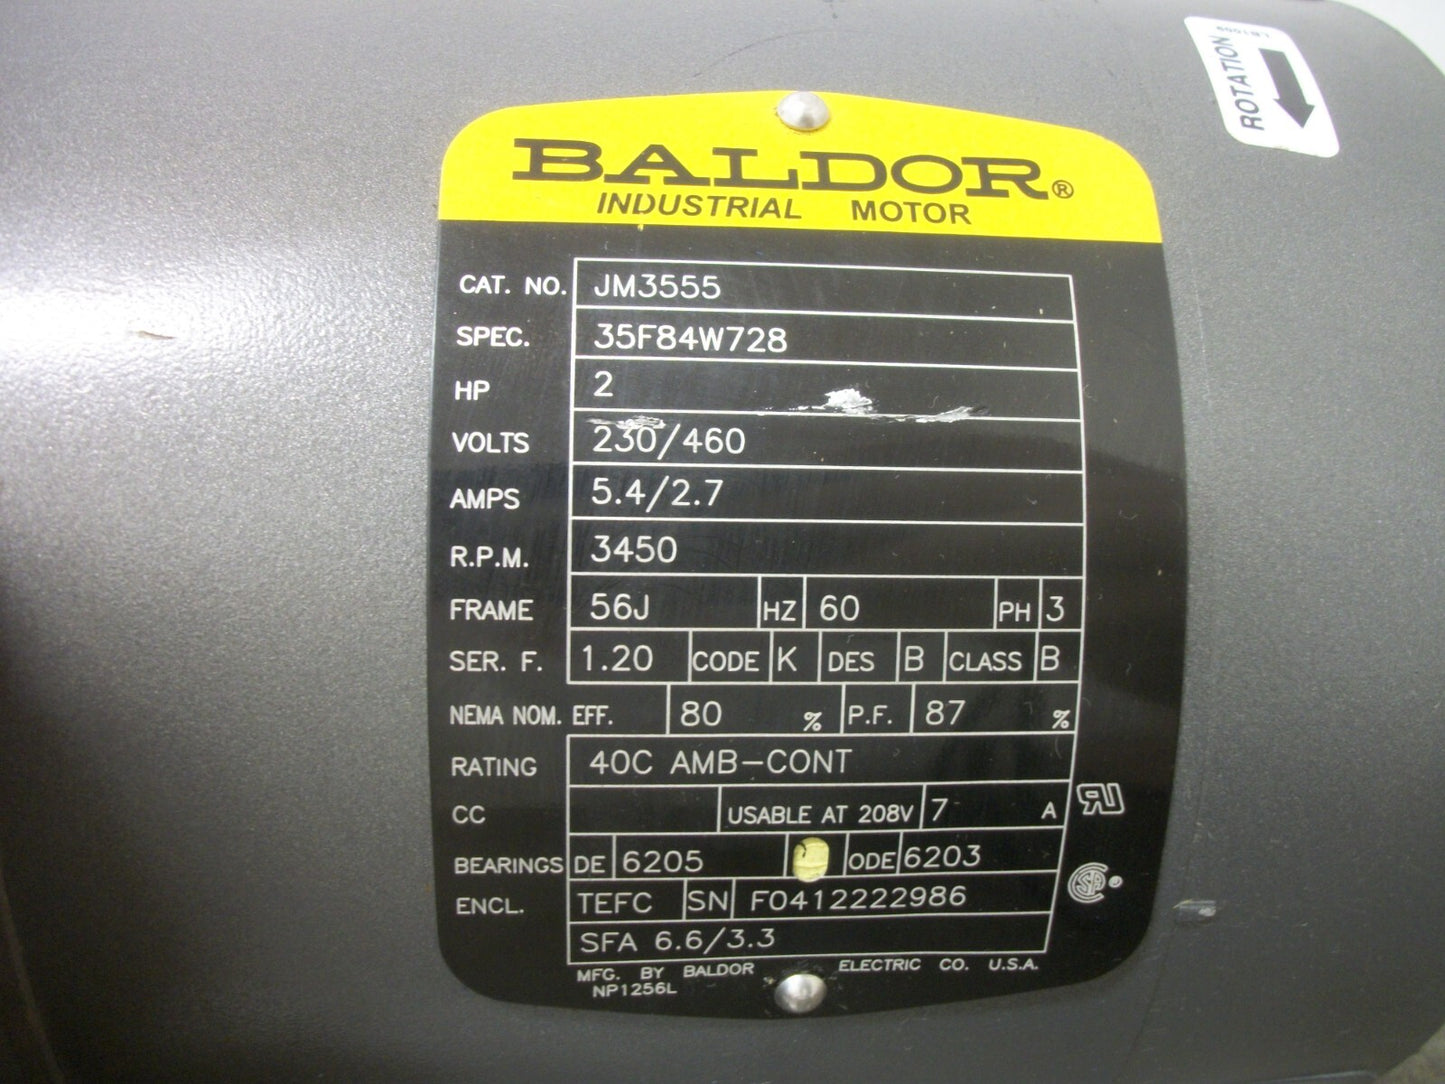 ROTATION
BALDOR®
INDUSTRIAL MOTOR
CAT. NO. JM3555
SPEC. 35F84W728
HP 2
VOLTS 230/460
AMPS 5.4/2.7
R.P.M. 3450
FRAME 56J HZ 60 PH 3
SER. F. 1.20 CODE K DES B CLASS B
NEMA NOM. EFF. 80 % P.F. 87 %
RATING 40C AMB-CONT
CC USABLE AT 208V 7 A
BEARINGS DE 6205 ODE 6203
ENCL. TEFC SN F0412222986
SFA 6.6/3.3
MFG. BY BALDOR ELECTRIC CO. U.S.A.
NP1256L